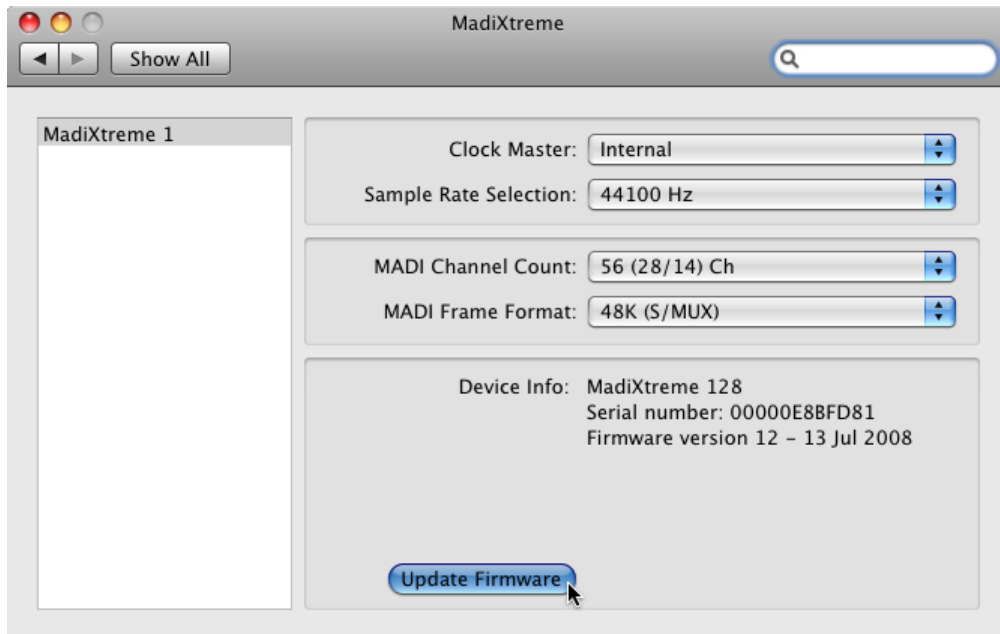 MadiXtreme
Show All
MadiXtreme 1
Clock Master: Internal
Sample Rate Selection: 44100 Hz
MADI Channel Count: 56 (28/14) Ch
MADI Frame Format: 48K (S/MUX)
Device Info: MadiXtreme 128
Serial number: 00000E8BFD81
Firmware version 12 – 13 Jul 2008
Update Firmware